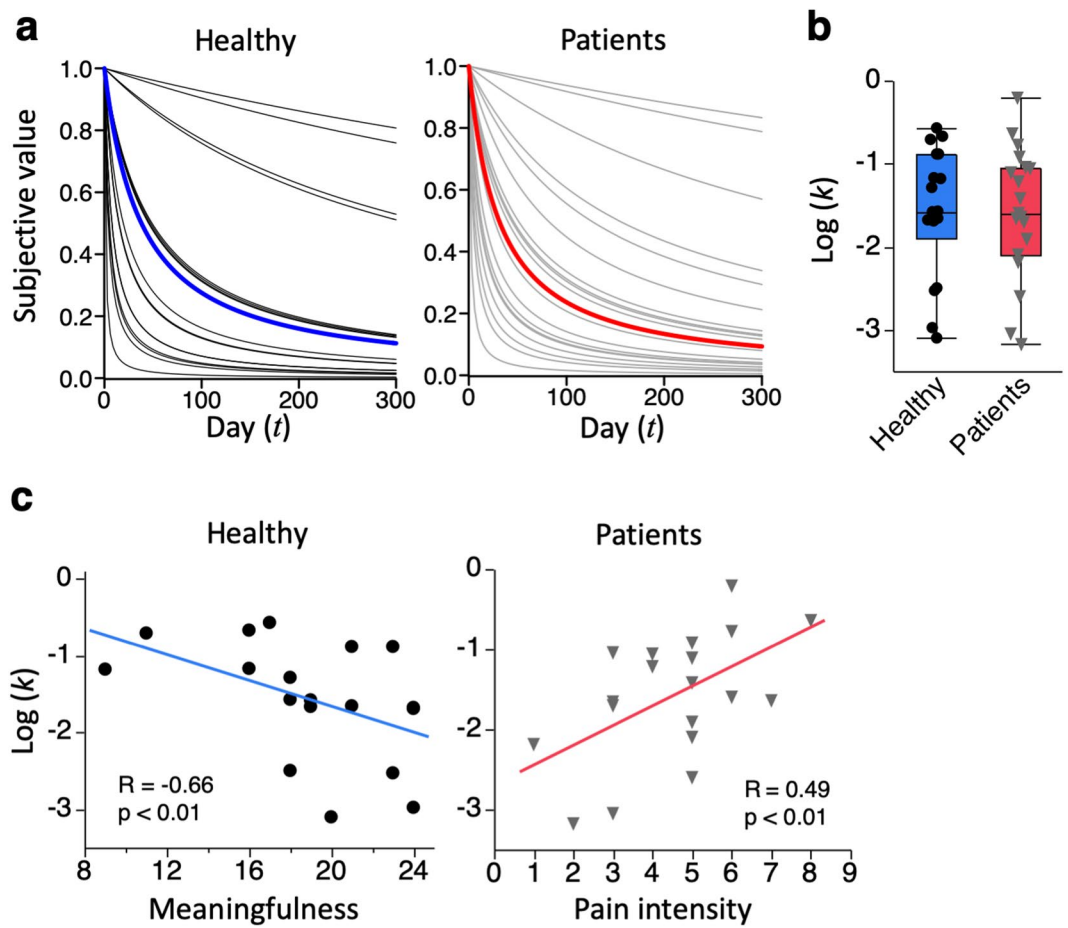 a
Healthy
Patients
b
1.0
0.8
0.6
0.4
0.2
0.0
Subjective value
0 100 200 300
Day (t)
1.0
0.8
0.6
0.4
0.2
0.0
0 100 200 300
Day (t)
0
-1
-2
-3
Log (k)
Healthy
Patients
c
Healthy
Patients
0
-1
-2
-3
Log (k)
R = -0.66
p < 0.01
8 12 16 20 24
Meaningfulness
0
-1
-2
-3
R = 0.49
p < 0.01
0 1 2 3 4 5 6 7 8 9
Pain intensity